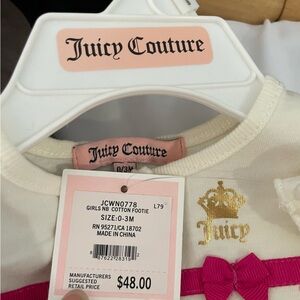 Juicy Couture
Juicy Couture
0/3M
JCWN0778
GIRLS NB COTTON FOOTIE
L79
SIZE:0-3M
RN 95271/CA 18702
MADE IN CHINA
MANUFACTURERS
SUGGESTED
RETAIL PRICE
$48.00
Juicy